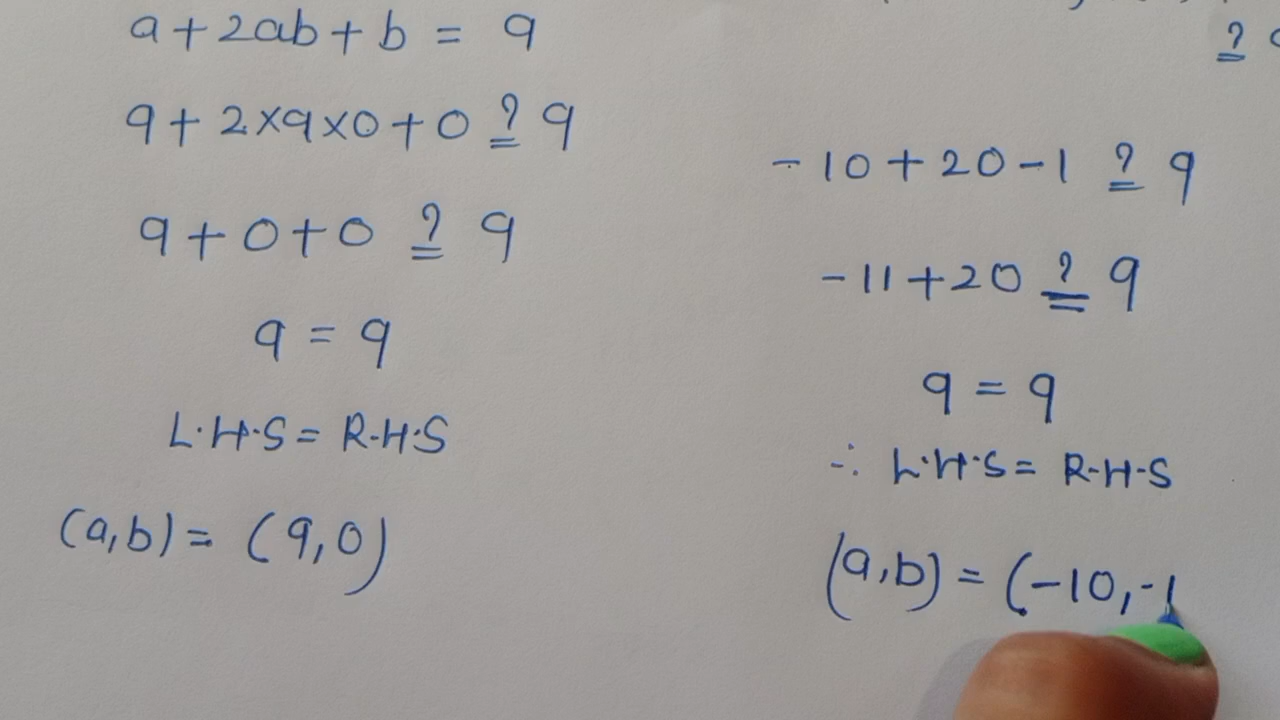 a + 2ab + b = 9
9 + 2×9×0 + 0 ≟ 9
9 + 0 + 0 ≟ 9
9 = 9
L.H.S = R.H.S
(a,b) = (9,0)
≟
-10 + 20 - 1 ≟ 9
-11 + 20 ≟ 9
9 = 9
∴ L.H.S = R.H.S
(a,b) = (-10,-1